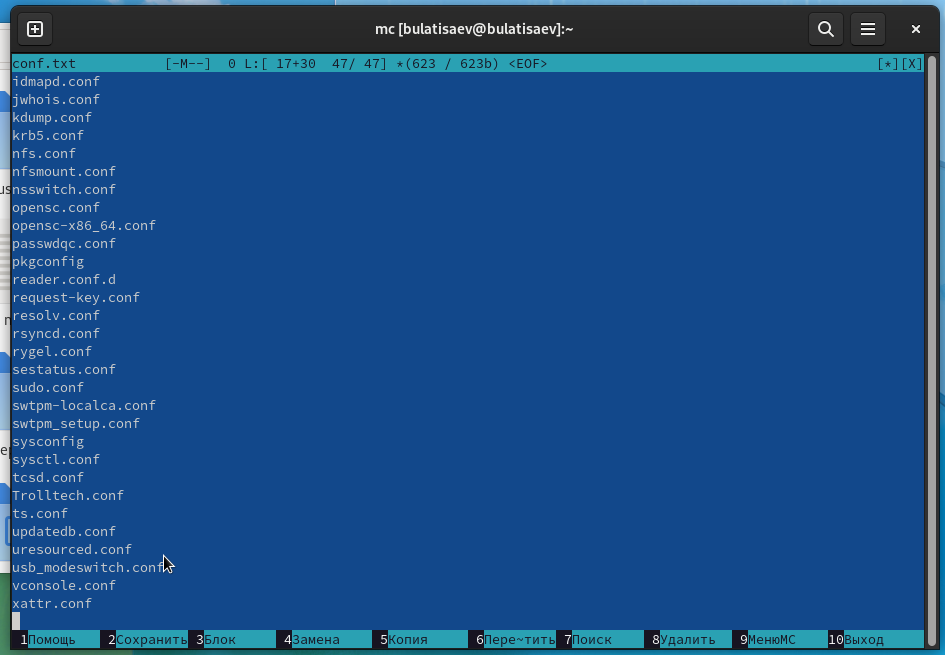 mc [bulatisaev@bulatisaev]:~
conf.txt [-M--] 0 L:[ 17+30 47/ 47] *(623 / 623b) <EOF> [*][X]
idmapd.conf
jwhois.conf
kdump.conf
krb5.conf
nfs.conf
nfsmount.conf
nsswitch.conf
opensc.conf
opensc-x86_64.conf
passwdqc.conf
pkgconfig
reader.conf.d
request-key.conf
resolv.conf
rsyncd.conf
rygel.conf
sestatus.conf
sudo.conf
swtpm-localca.conf
swtpm_setup.conf
sysconfig
sysctl.conf
tcsd.conf
Trolltech.conf
ts.conf
updatedb.conf
uresourced.conf
usb_modeswitch.conf
vconsole.conf
xattr.conf
1Помощь 2Сохранить 3Блок 4Замена 5Копия 6Пере~тить 7Поиск 8Удалить 9МенюMC 10Выход